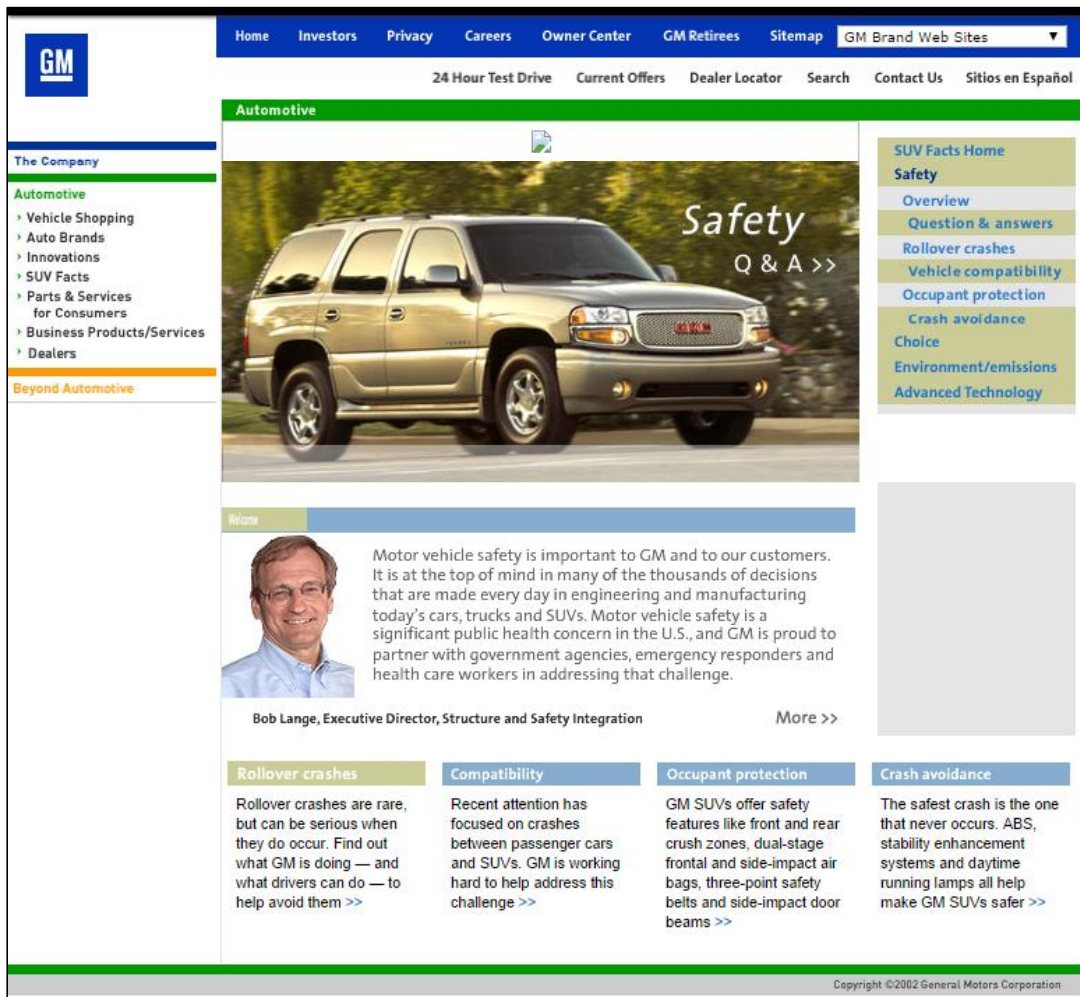 GM
Home Investors Privacy Careers Owner Center GM Retirees Sitemap GM Brand Web Sites ▼
24 Hour Test Drive Current Offers Dealer Locator Search Contact Us Sitios en Español
Automotive
The Company
Automotive
Vehicle Shopping
Auto Brands
Innovations
SUV Facts
Parts & Services
for Consumers
Business Products/Services
Dealers
Beyond Automotive
Safety
Q & A >>
GMC
SUV Facts Home
Safety
Overview
Question & answers
Rollover crashes
Vehicle compatibility
Occupant protection
Crash avoidance
Choice
Environment/emissions
Advanced Technology
Welcome
Motor vehicle safety is important to GM and to our customers.
It is at the top of mind in many of the thousands of decisions
that are made every day in engineering and manufacturing
today's cars, trucks and SUVs. Motor vehicle safety is a
significant public health concern in the U.S., and GM is proud to
partner with government agencies, emergency responders and
health care workers in addressing that challenge.
Bob Lange, Executive Director, Structure and Safety Integration
More >>
Rollover crashes
Rollover crashes are rare,
but can be serious when
they do occur. Find out
what GM is doing — and
what drivers can do — to
help avoid them >>
Compatibility
Recent attention has
focused on crashes
between passenger cars
and SUVs. GM is working
hard to help address this
challenge >>
Occupant protection
GM SUVs offer safety
features like front and rear
crush zones, dual-stage
frontal and side-impact air
bags, three-point safety
belts and side-impact door
beams >>
Crash avoidance
The safest crash is the one
that never occurs. ABS,
stability enhancement
systems and daytime
running lamps all help
make GM SUVs safer >>
Copyright ©2002 General Motors Corporation